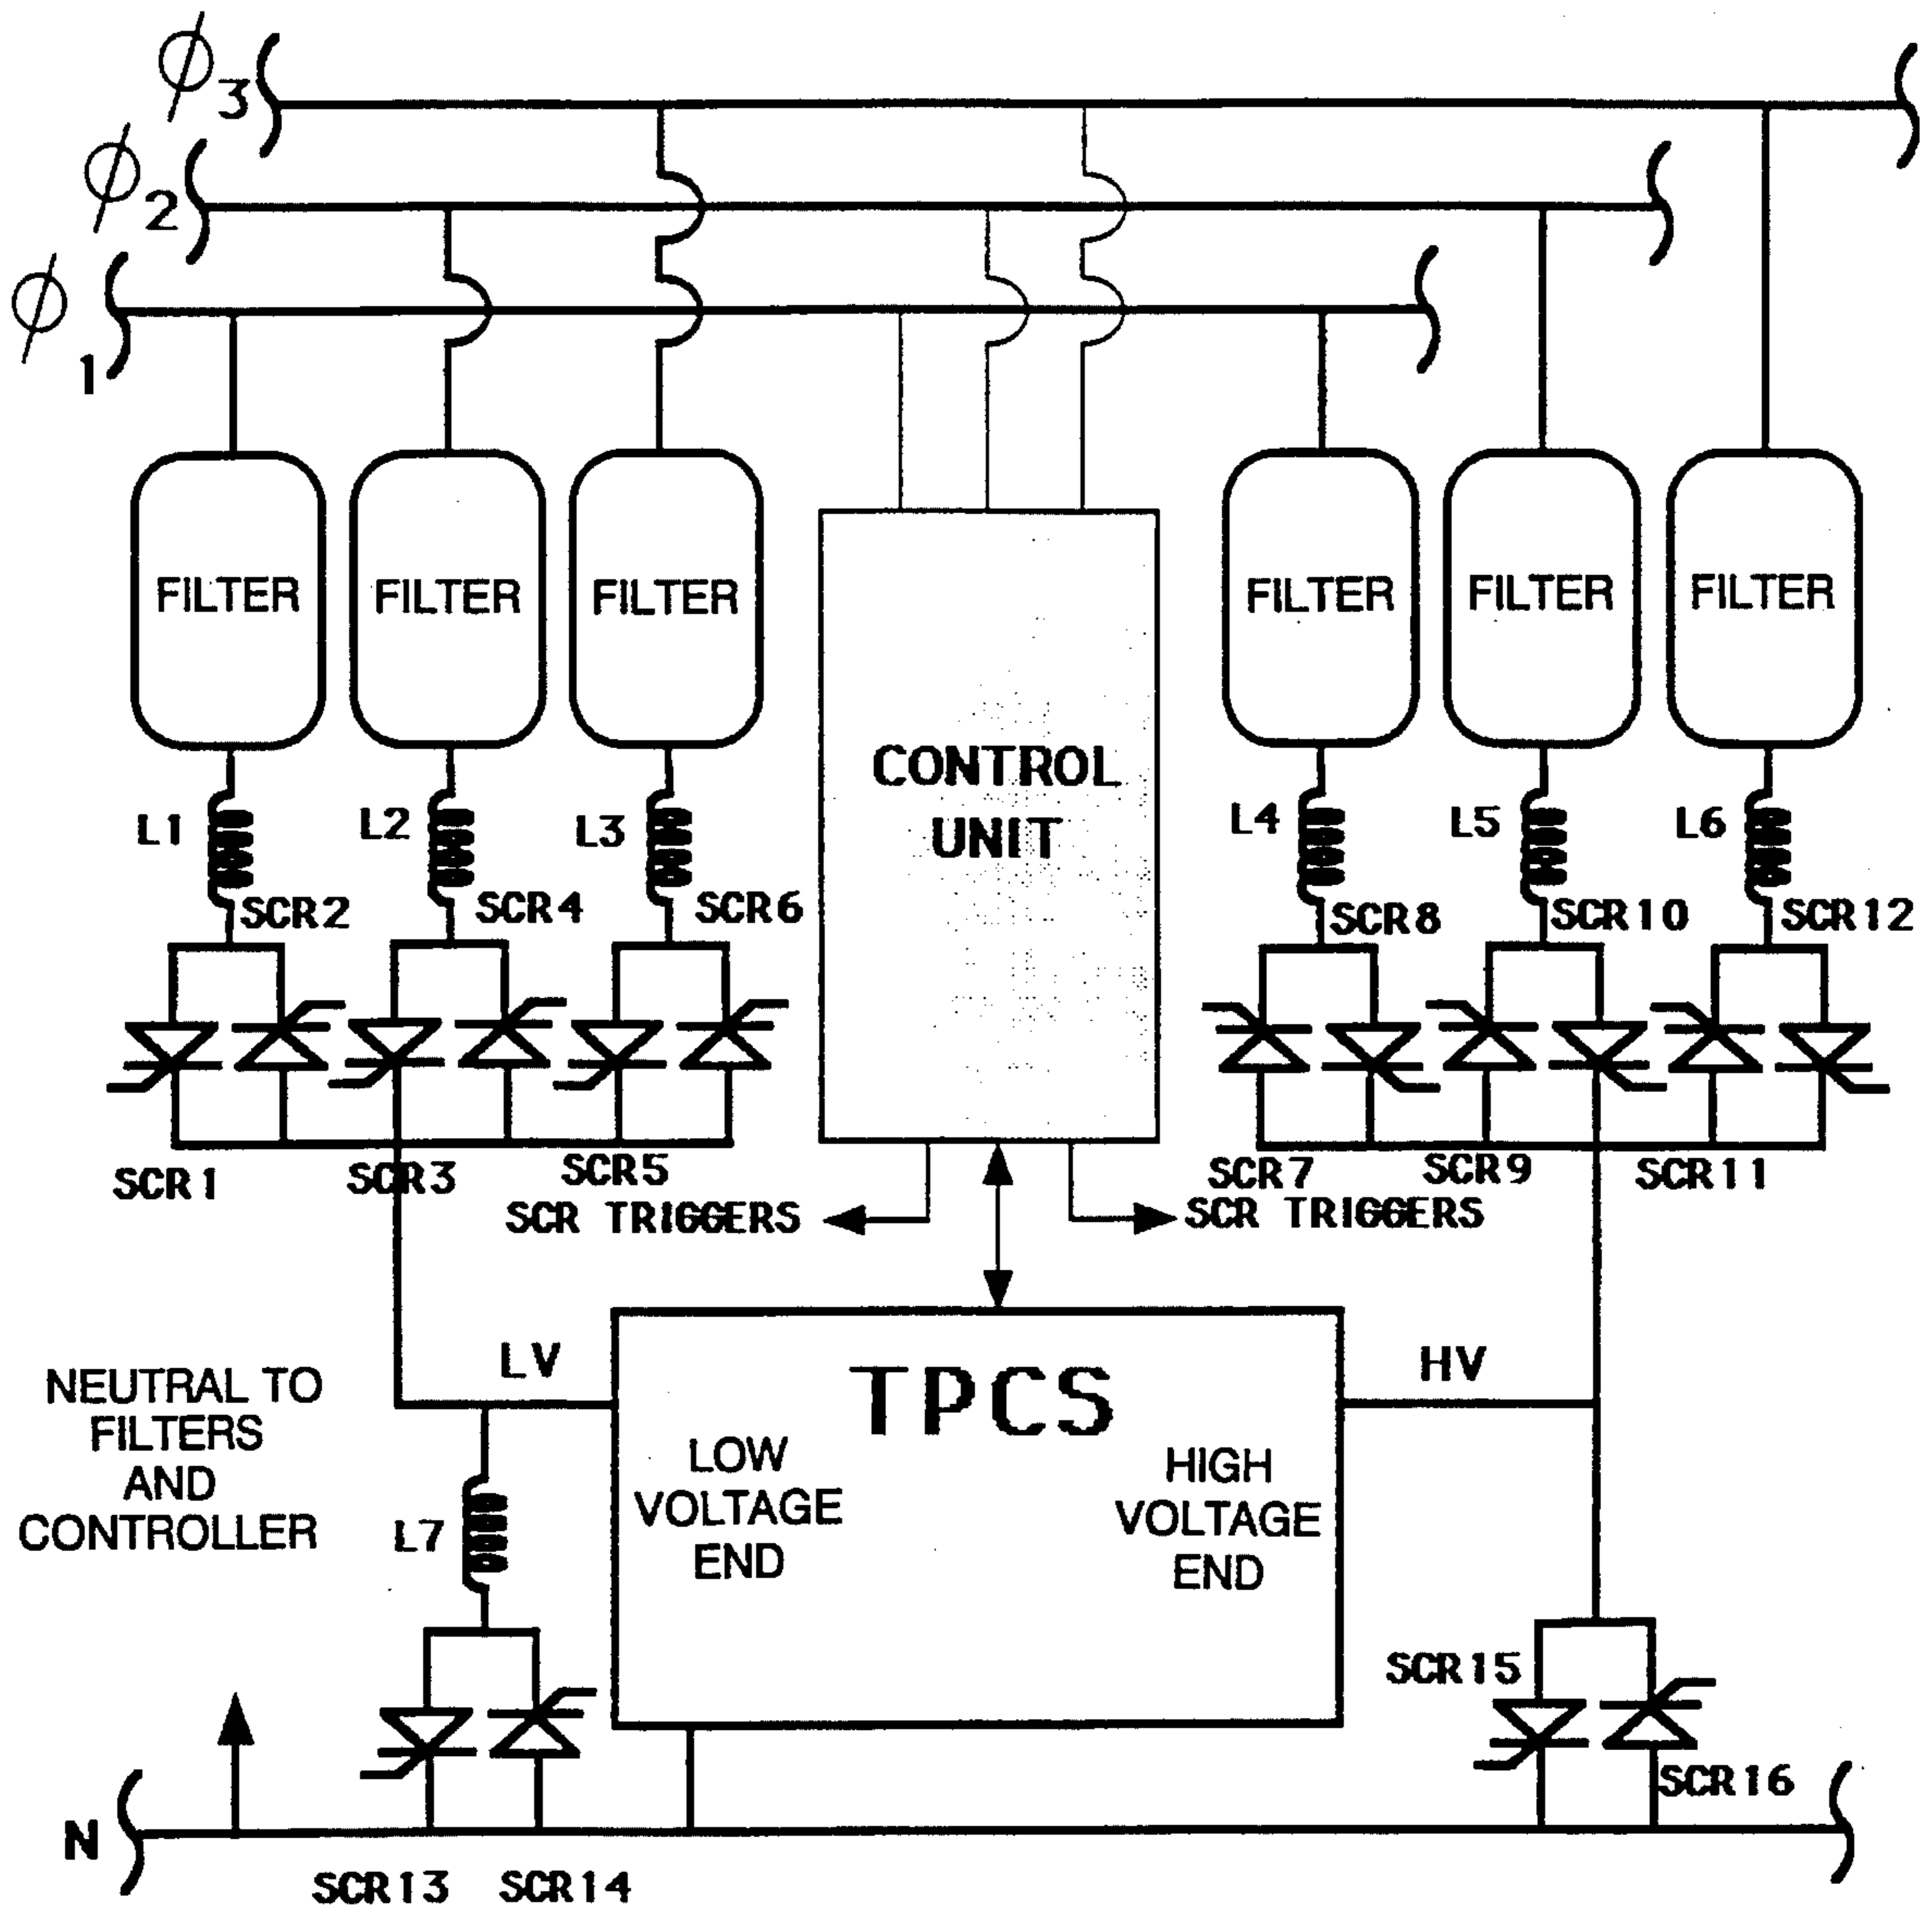 ϕ3
ϕ2
ϕ1
FILTER FILTER FILTER FILTER FILTER FILTER
CONTROL
UNIT
L1 L2 L3 L4 L5 L6
SCR2 SCR4 SCR6 SCR8 SCR10 SCR12
SCR1 SCR3 SCR5 SCR7 SCR9 SCR11
SCR TRIGGERS SCR TRIGGERS
LV HV
TPCS
LOW
VOLTAGE
END
HIGH
VOLTAGE
END
NEUTRAL TO
FILTERS
AND
CONTROLLER
L7
SCR15
SCR16
N
SCR13 SCR14